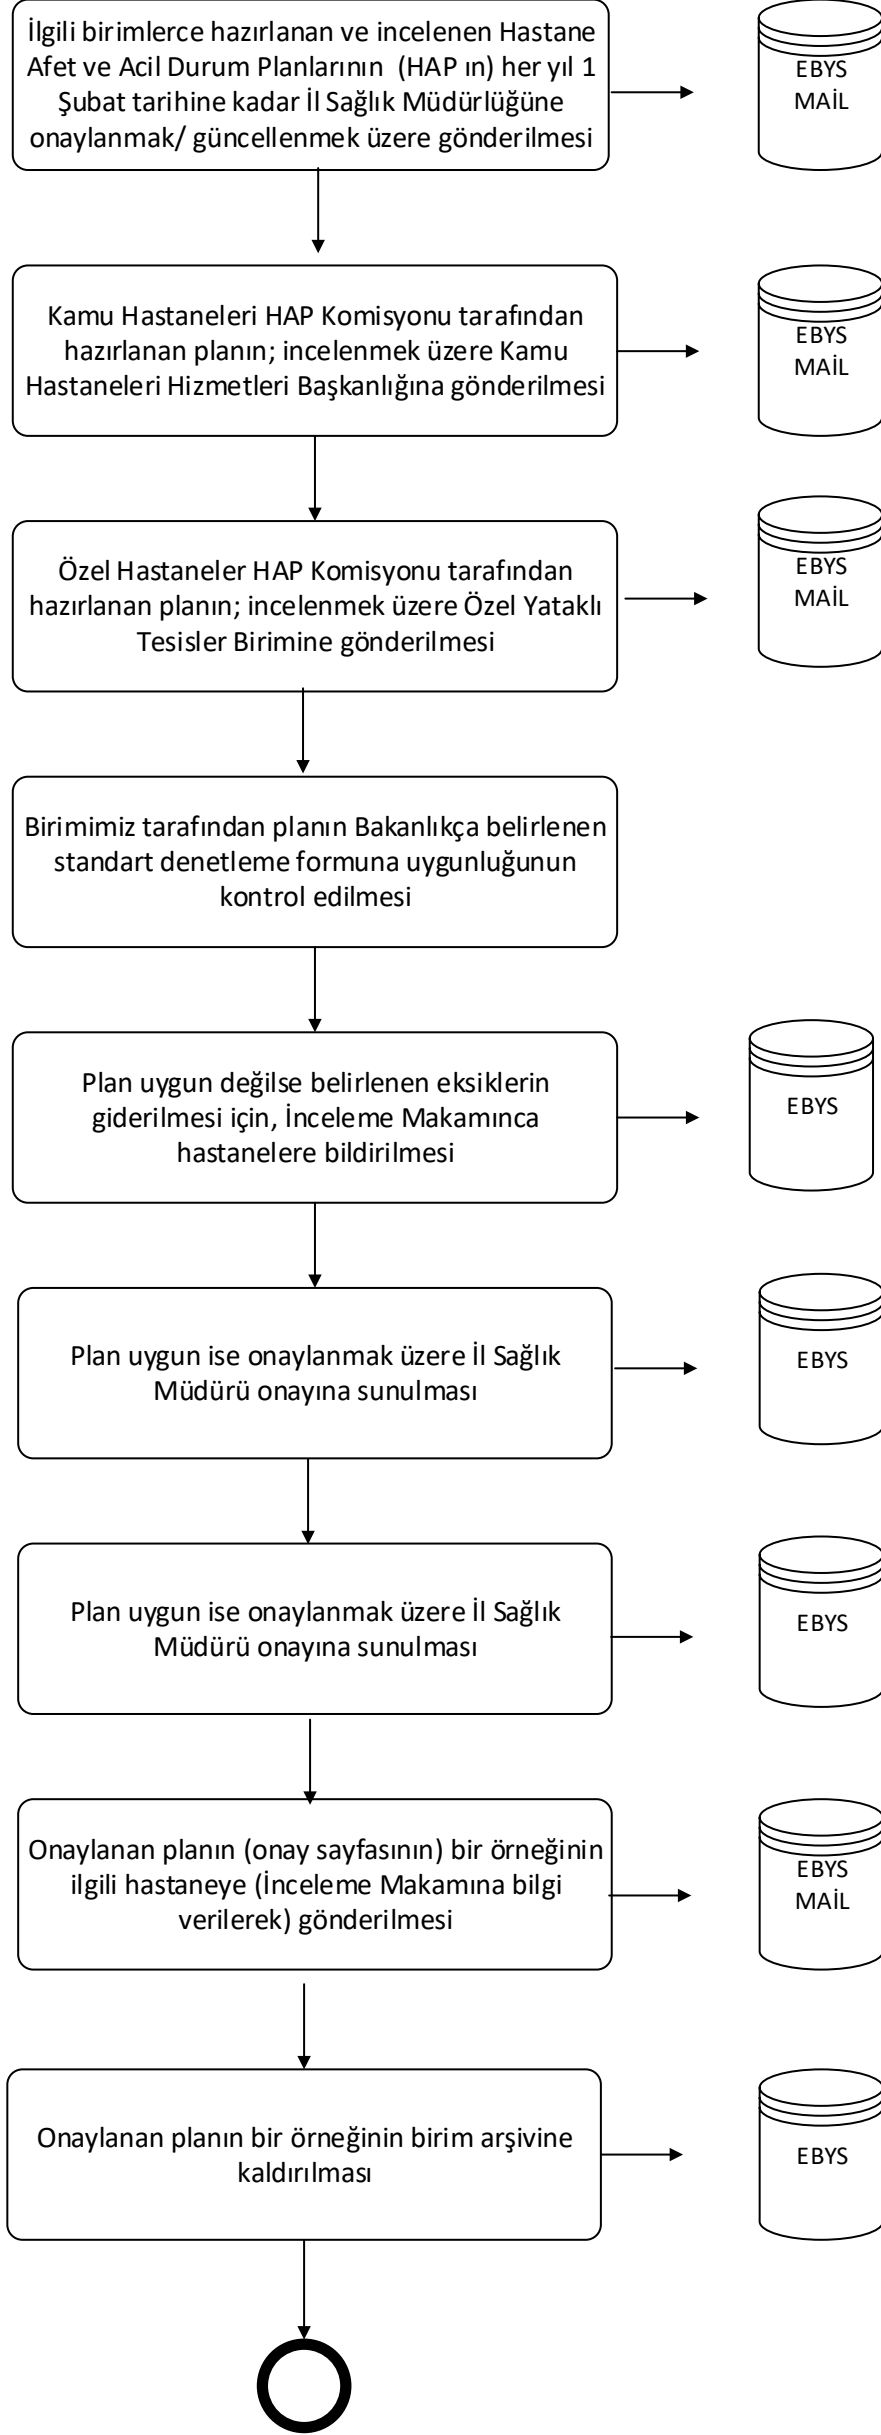 İlgili birimlerce hazırlanan ve incelenen Hastane
Afet ve Acil Durum Planlarının (HAP ın) her yıl 1
Şubat tarihine kadar İl Sağlık Müdürlüğüne
onaylanmak/ güncellenmek üzere gönderilmesi
EBYS
MAİL
Kamu Hastaneleri HAP Komisyonu tarafından
hazırlanan planın; incelenmek üzere Kamu
Hastaneleri Hizmetleri Başkanlığına gönderilmesi
EBYS
MAİL
Özel Hastaneler HAP Komisyonu tarafından
hazırlanan planın; incelenmek üzere Özel Yataklı
Tesisler Birimine gönderilmesi
EBYS
MAİL
Birimimiz tarafından planın Bakanlıkça belirlenen
standart denetleme formuna uygunluğunun
kontrol edilmesi
Plan uygun değilse belirlenen eksiklerin
giderilmesi için, İnceleme Makamınca
hastanelere bildirilmesi
EBYS
Plan uygun ise onaylanmak üzere İl Sağlık
Müdürü onayına sunulması
EBYS
Plan uygun ise onaylanmak üzere İl Sağlık
Müdürü onayına sunulması
EBYS
Onaylanan planın (onay sayfasının) bir örneğinin
ilgili hastaneye (İnceleme Makamına bilgi
verilerek) gönderilmesi
EBYS
MAİL
Onaylanan planın bir örneğinin birim arşivine
kaldırılması
EBYS